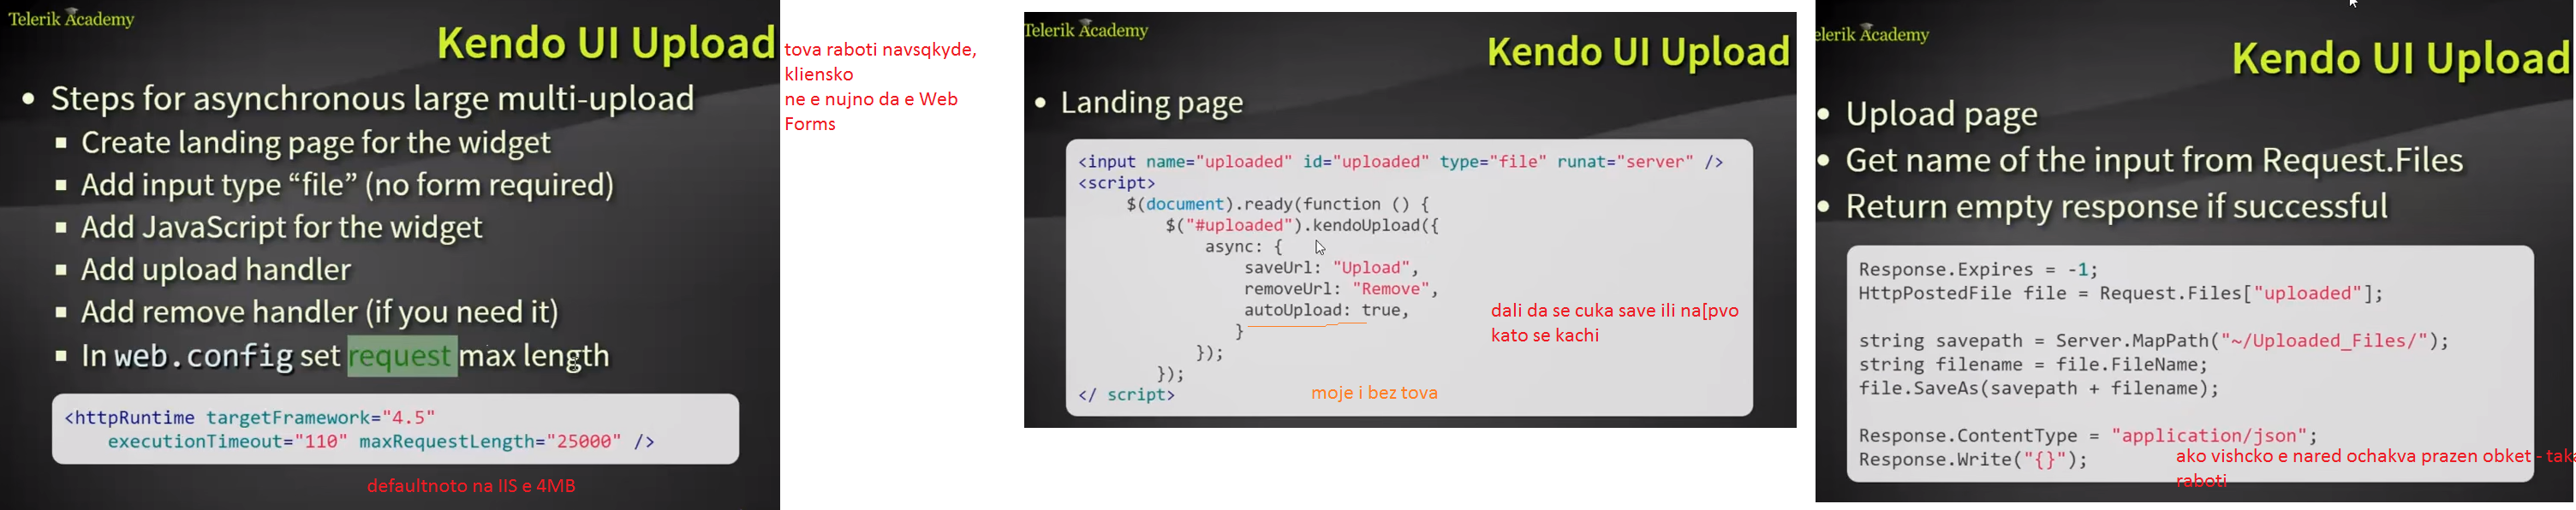 Telerik Academy
Kendo UI Upload
• Steps for asynchronous large multi-upload
▪ Create landing page for the widget
▪ Add input type “file” (no form required)
▪ Add JavaScript for the widget
▪ Add upload handler
▪ Add remove handler (if you need it)
▪ In web.config set request max length
<httpRuntime targetFramework="4.5"
executionTimeout="110" maxRequestLength="25000" />
defaultnoto na IIS e 4MB
tova raboti navsqkyde,
kliensko
ne e nujno da e Web
Forms
Telerik Academy
Kendo UI Upload
• Landing page
<input name="uploaded" id="uploaded" type="file" runat="server" />
<script>
$(document).ready(function () {
$("#uploaded").kendoUpload({
async: {
saveUrl: "Upload",
removeUrl: "Remove",
autoUpload: true,
}
});
});
</ script>
dali da se cuka save ili na[pvo
kato se kachi
moje i bez tova
elerik Academy
Kendo UI Upload
• Upload page
• Get name of the input from Request.Files
• Return empty response if successful
Response.Expires = -1;
HttpPostedFile file = Request.Files["uploaded"];
string savepath = Server.MapPath("~/Uploaded_Files/");
string filename = file.FileName;
file.SaveAs(savepath + filename);
Response.ContentType = "application/json";
Response.Write("{}");
ako vishcko e nared ochakva prazen obket - tak
raboti